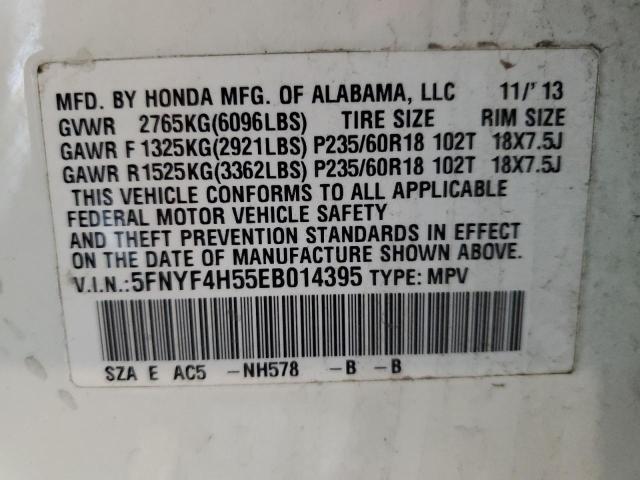 MFD. BY HONDA MFG. OF ALABAMA, LLC 11/'13
GVWR 2765KG(6096LBS) TIRE SIZE RIM SIZE
GAWR F 1325KG(2921LBS) P235/60R18 102T 18X7.5J
GAWR R 1525KG(3362LBS) P235/60R18 102T 18X7.5J
THIS VEHICLE CONFORMS TO ALL APPLICABLE
FEDERAL MOTOR VEHICLE SAFETY
AND THEFT PREVENTION STANDARDS IN EFFECT
ON THE DATE OF MANUFACTURE SHOWN ABOVE.
V.I.N.:5FNYF4H55EB014395 TYPE: MPV
SZA E AC5 -NH578 -B -B